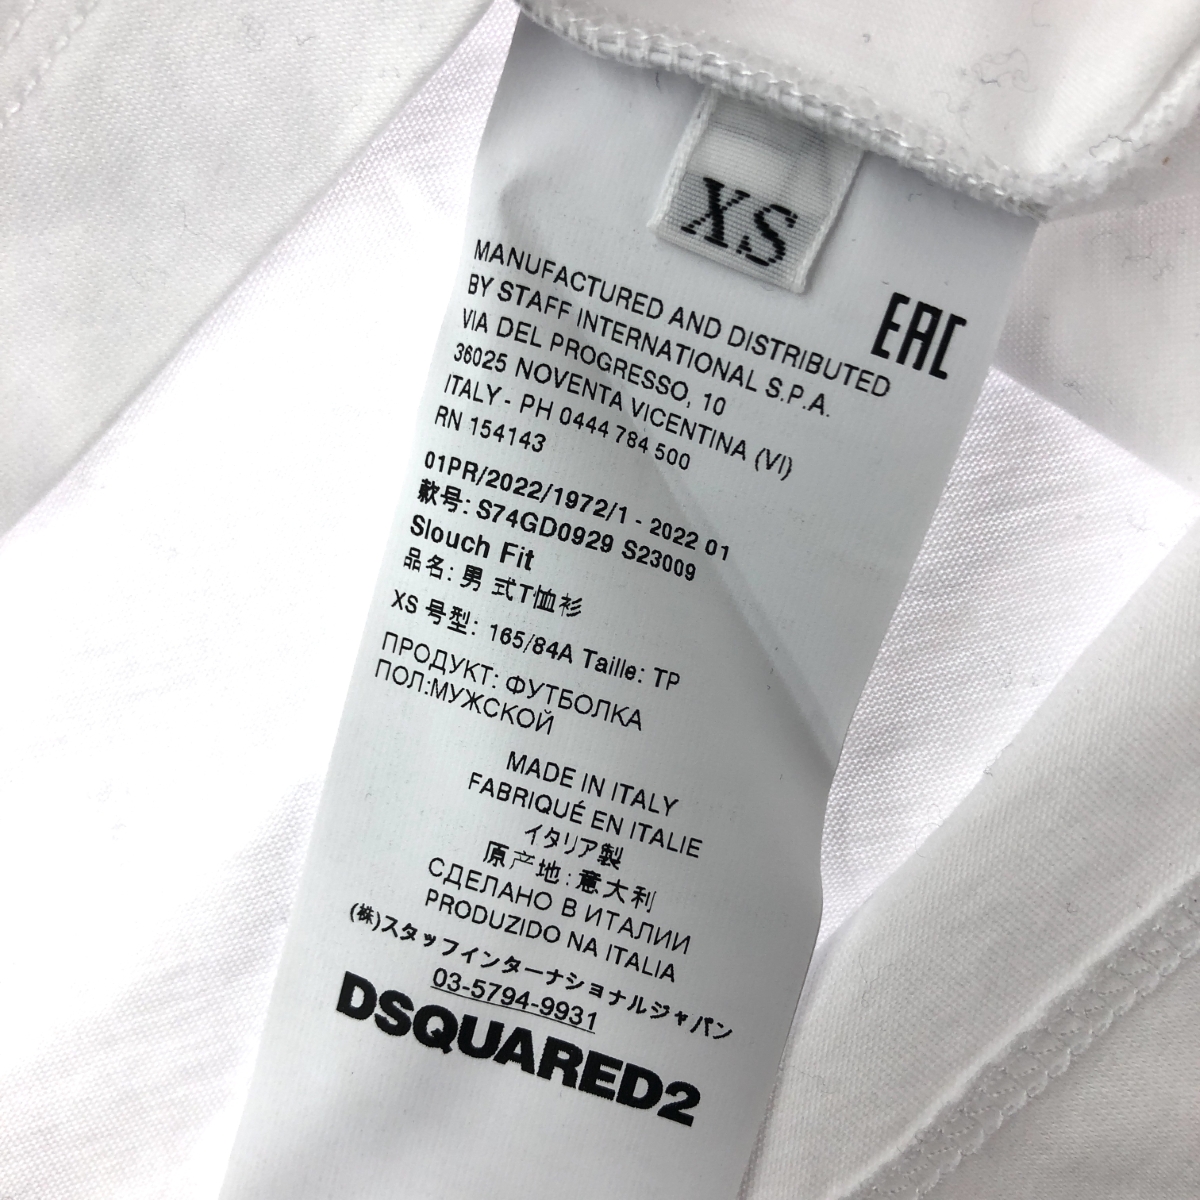 XS
EAC
MANUFACTURED AND DISTRIBUTED
BY STAFF INTERNATIONAL S.P.A.
VIA DEL PROGRESSO, 10
36025 NOVENTA VICENTINA (VI)
ITALY - PH 0444 784 500
RN 154143
01PR/2022/1972/1 - 2022 01
款号: S74GD0929 S23009
Slouch Fit
品名: 男 式T恤衫
XS 号型: 165/84A Taille: TP
ПРОДУКТ: ФУТБОЛКА
ПОЛ:МУЖСКОЙ
MADE IN ITALY
FABRIQUÉ EN ITALIE
イタリア製
原产地: 意大利
СДЕЛАНО В ИТАЛИИ
PRODUZIDO NA ITALIA
(株)スタッフインターナショナルジャパン
03-5794-9931
DSQUARED2